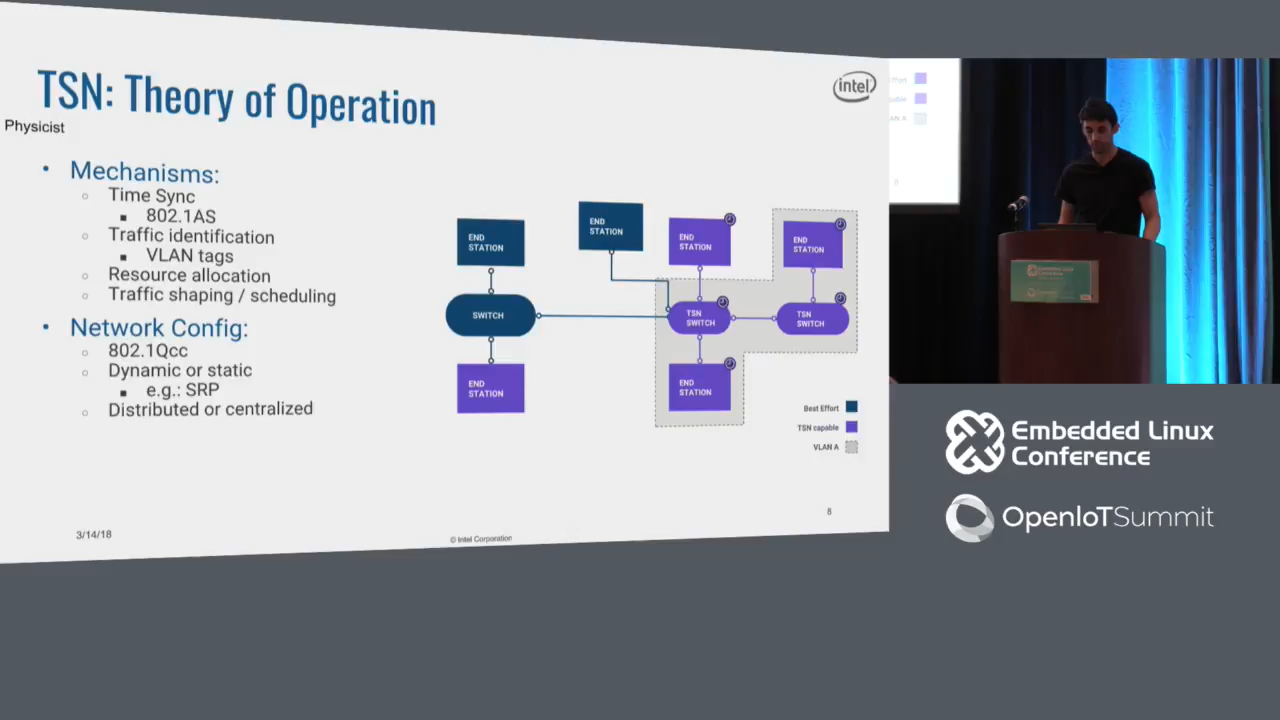 TSN: Theory of Operation
intel
Physicist
• Mechanisms:
○ Time Sync
▪ 802.1AS
○ Traffic identification
▪ VLAN tags
○ Resource allocation
○ Traffic shaping / scheduling
• Network Config:
○ 802.1Qcc
○ Dynamic or static
▪ e.g.: SRP
○ Distributed or centralized
END
STATION
END
STATION
END
STATION
END
STATION
SWITCH
TSN
SWITCH
TSN
SWITCH
END
STATION
END
STATION
Best Effort
TSN capable
VLAN A
8
3/14/18
© Intel Corporation
Embedded Linux
Conference
OpenIoTSummit